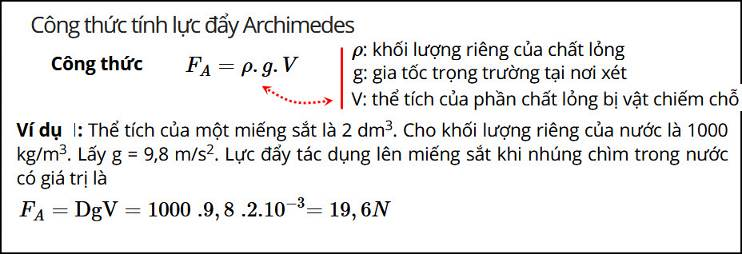 Công thức tính lực đẩy Archimedes
Công thức F_A = ρ.g.V
ρ: khối lượng riêng của chất lỏng
g: gia tốc trọng trường tại nơi xét
V: thể tích của phần chất lỏng bị vật chiếm chỗ
Ví dụ : Thể tích của một miếng sắt là 2 dm³. Cho khối lượng riêng của nước là 1000
kg/m³. Lấy g = 9,8 m/s². Lực đẩy tác dụng lên miếng sắt khi nhúng chìm trong nước
có giá trị là
F_A = DgV = 1000 .9, 8 .2.10⁻³= 19, 6N